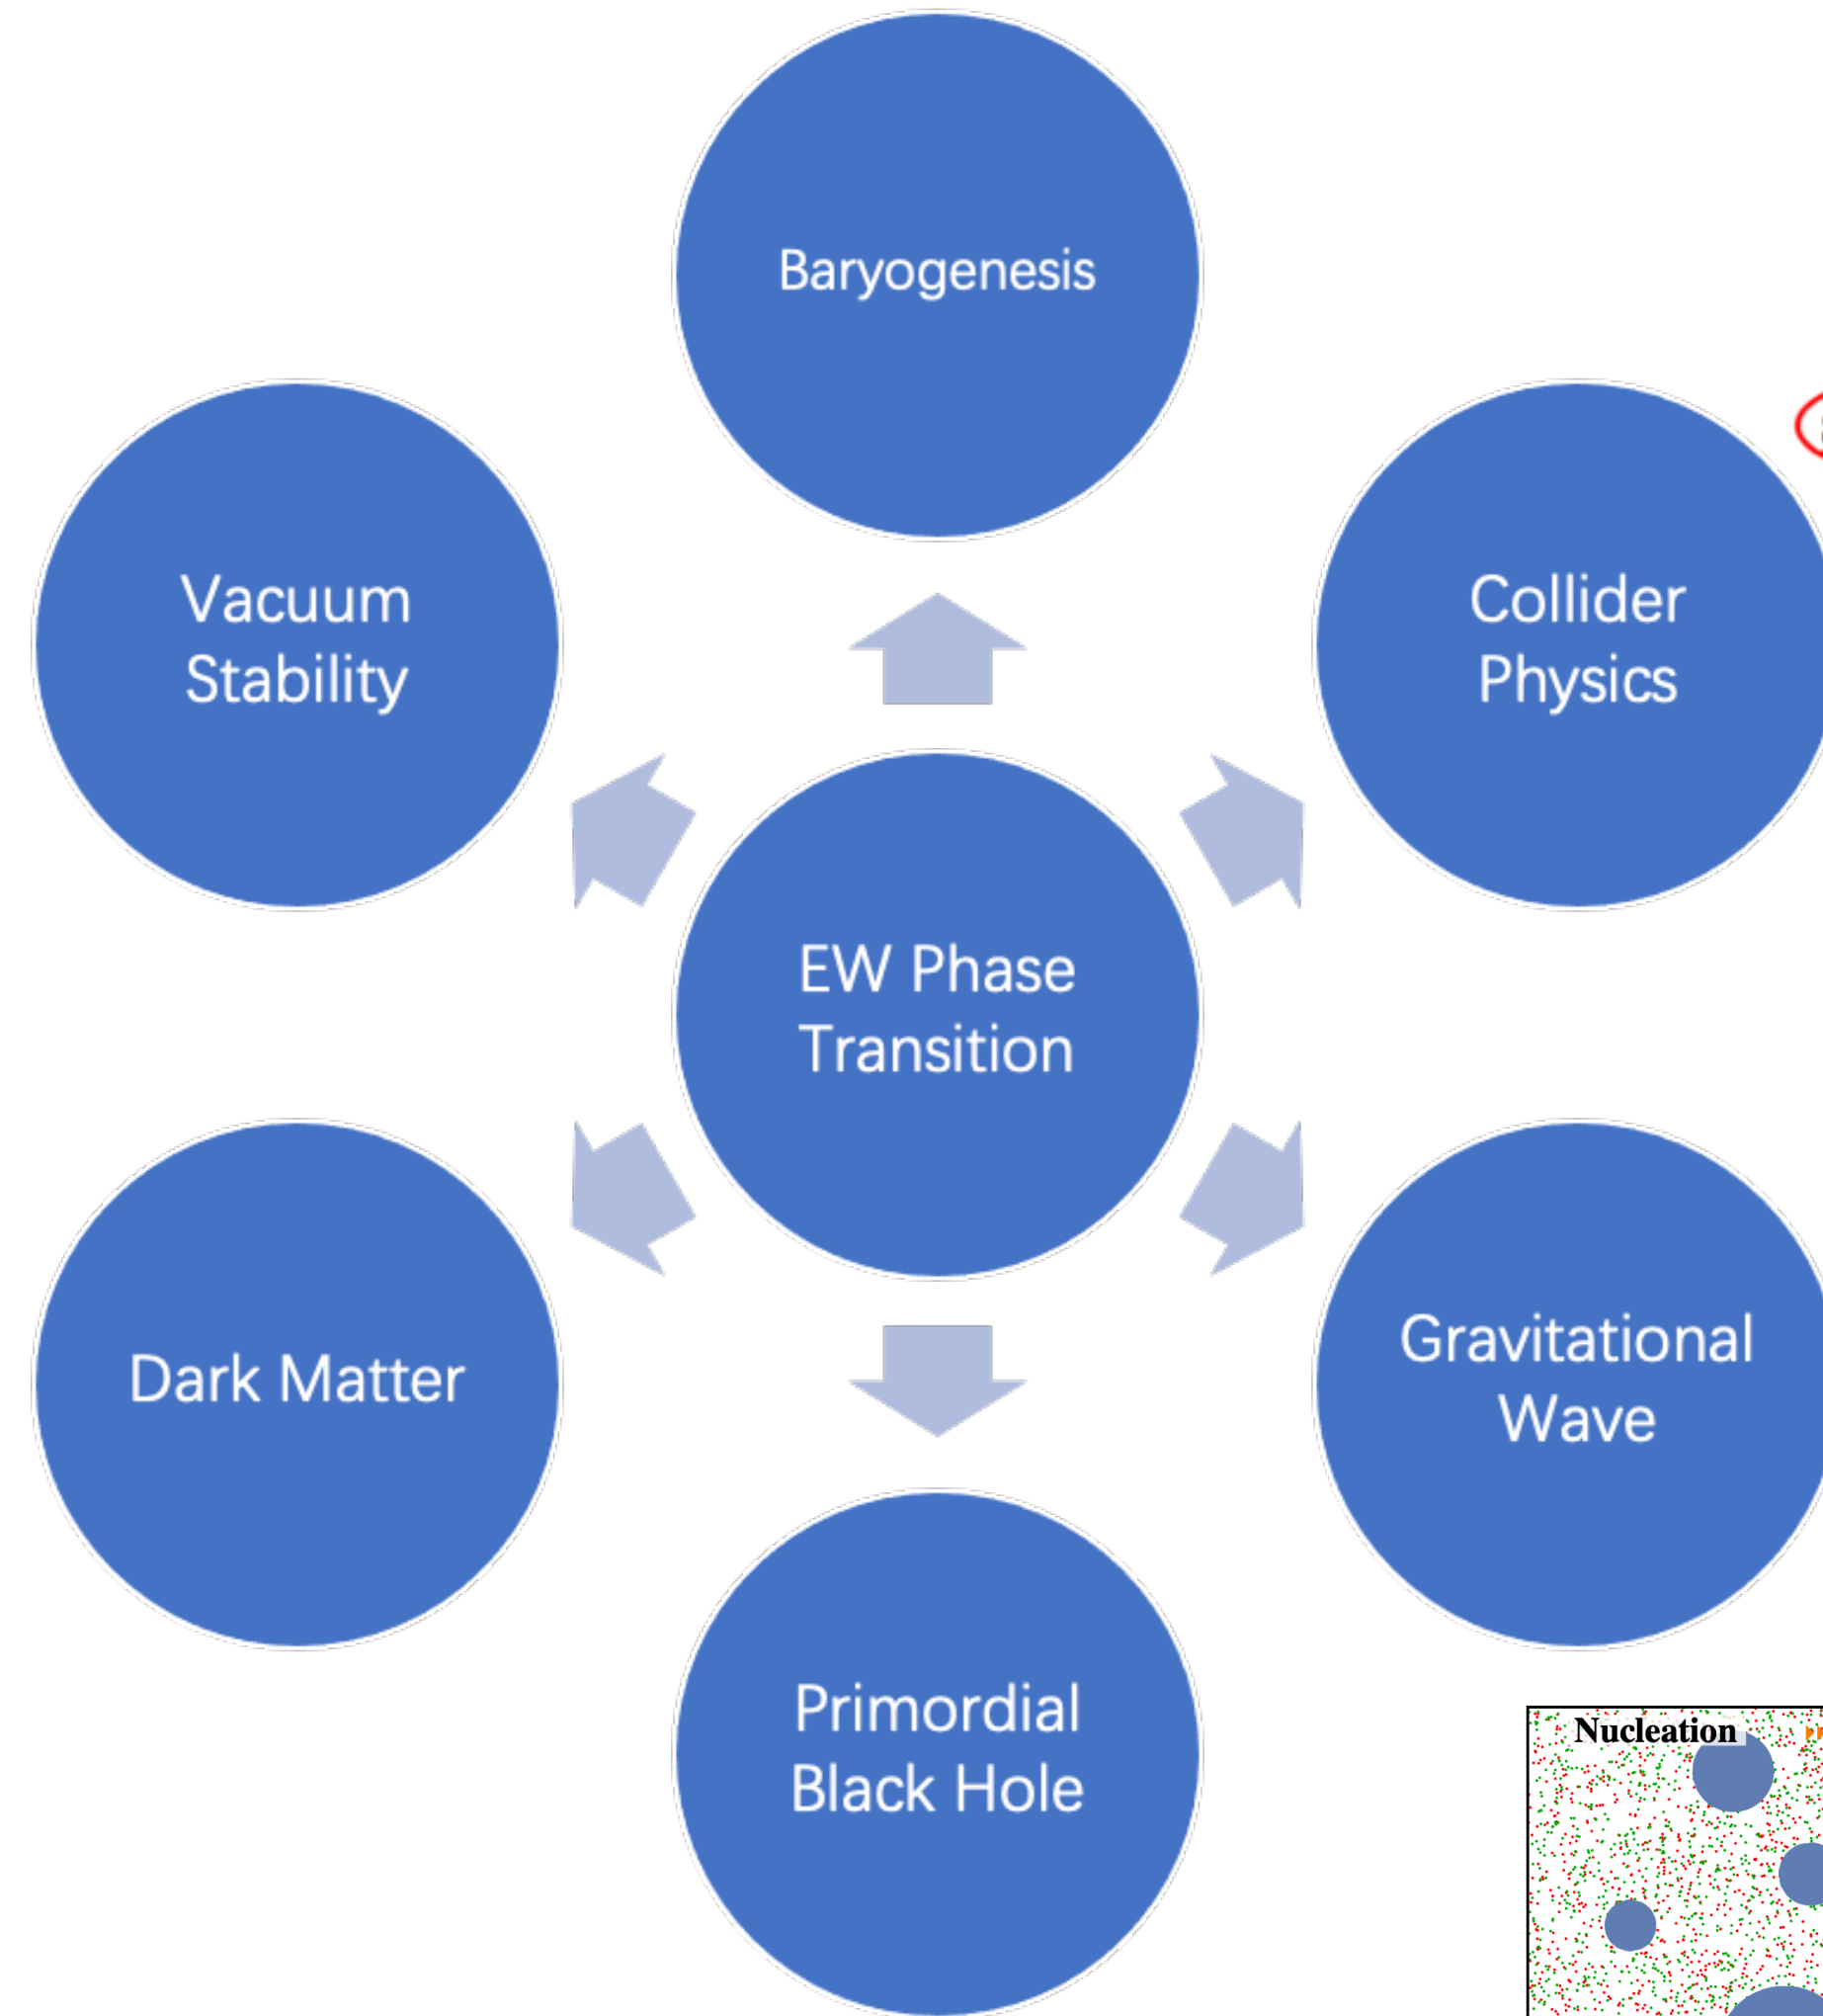 Baryogenesis
Vacuum
Stability
Collider
Physics
EW Phase
Transition
Dark Matter
Gravitational
Wave
Primordial
Black Hole
Nucleation